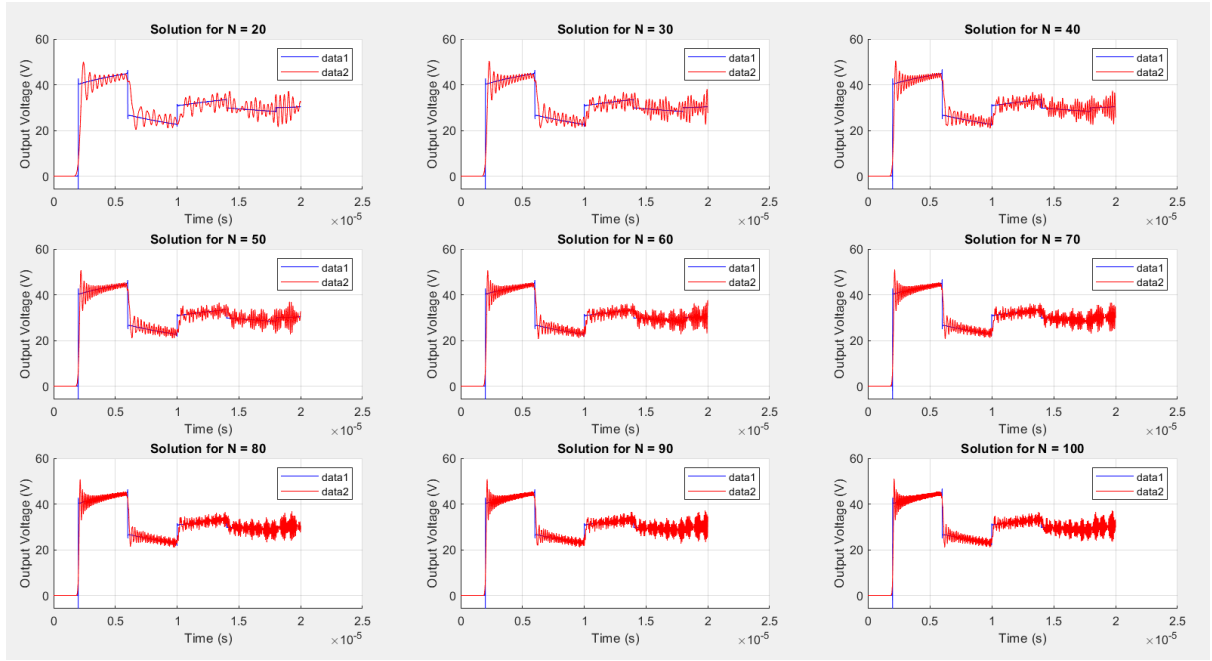 Solution for N = 20
60
40
20
0
Output Voltage (V)
data1
data2
0 0.5 1 1.5 2 2.5
Time (s)
×10-5
Solution for N = 30
60
40
20
0
Output Voltage (V)
data1
data2
0 0.5 1 1.5 2 2.5
Time (s)
×10-5
Solution for N = 40
60
40
20
0
Output Voltage (V)
data1
data2
0 0.5 1 1.5 2 2.5
Time (s)
×10-5
Solution for N = 50
60
40
20
0
Output Voltage (V)
data1
data2
0 0.5 1 1.5 2 2.5
Time (s)
×10-5
Solution for N = 60
60
40
20
0
Output Voltage (V)
data1
data2
0 0.5 1 1.5 2 2.5
Time (s)
×10-5
Solution for N = 70
60
40
20
0
Output Voltage (V)
data1
data2
0 0.5 1 1.5 2 2.5
Time (s)
×10-5
Solution for N = 80
60
40
20
0
Output Voltage (V)
data1
data2
0 0.5 1 1.5 2 2.5
Time (s)
×10-5
Solution for N = 90
60
40
20
0
Output Voltage (V)
data1
data2
0 0.5 1 1.5 2 2.5
Time (s)
×10-5
Solution for N = 100
60
40
20
0
Output Voltage (V)
data1
data2
0 0.5 1 1.5 2 2.5
Time (s)
×10-5